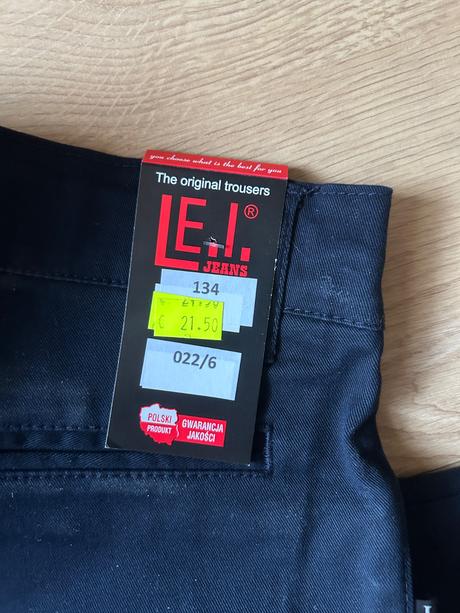 you choose what is the best for you
The original trousers
L.E.I.®
JEANS
134
€ 21.50
022/6
POLSKI
PRODUKT
GWARANCJA
JAKOŚCI